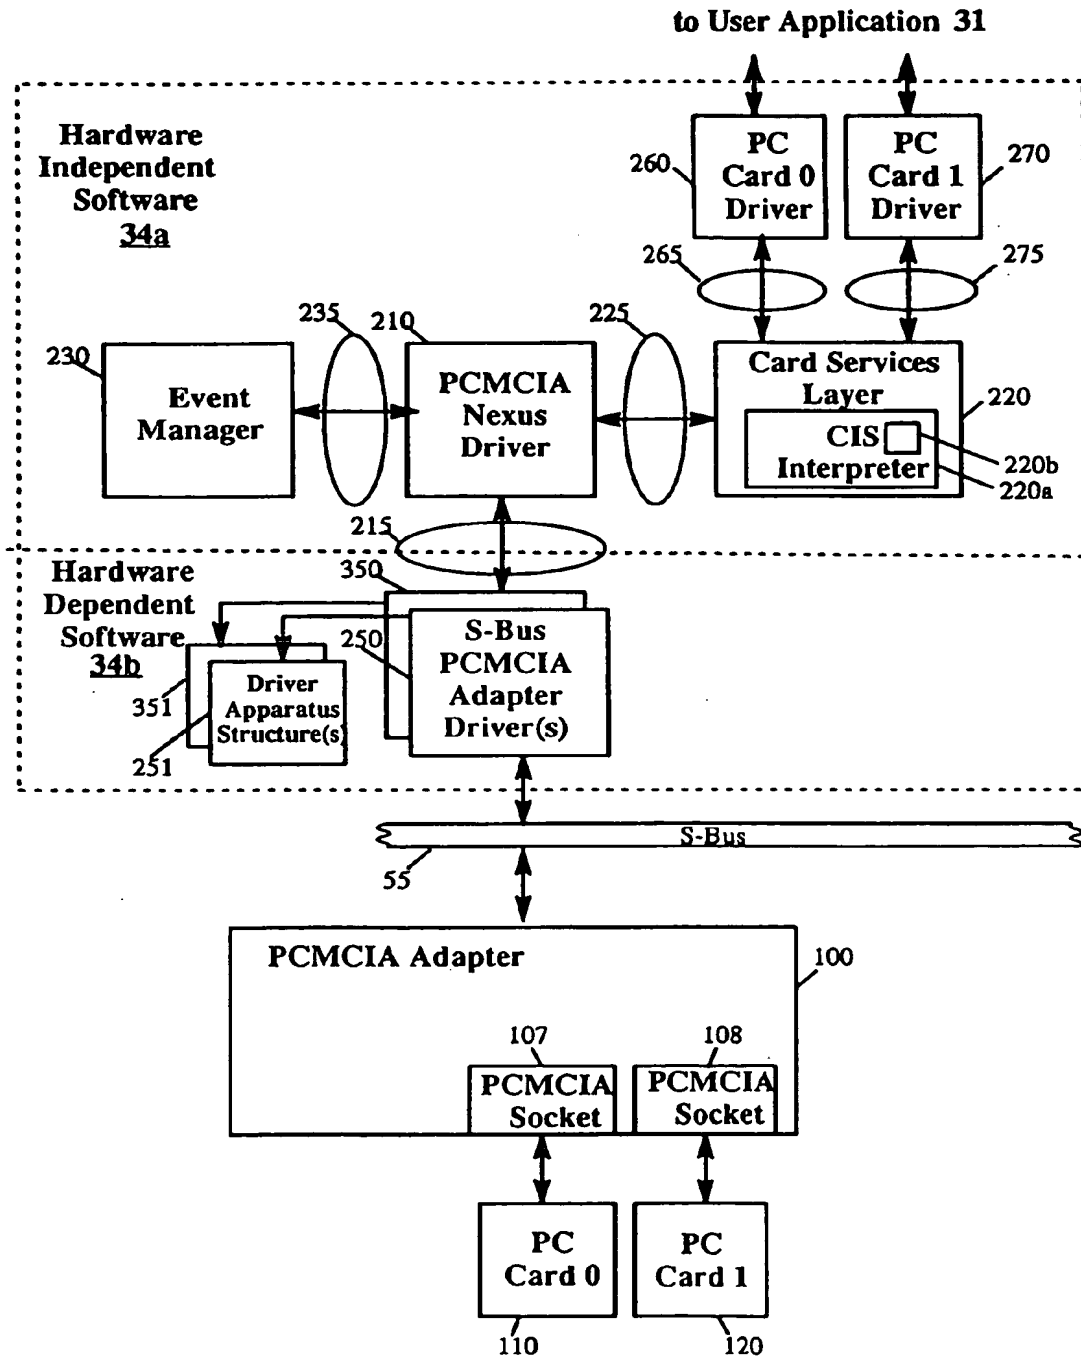 to User Application 31
Hardware
Independent
Software
34a
260
PC
Card 0
Driver
PC
Card 1
Driver
270
265
275
230
235
210
225
Event
Manager
PCMCIA
Nexus
Driver
Card Services
Layer
CIS
Interpreter
220
220b
220a
215
Hardware
Dependent
Software
34b
350
250
S-Bus
PCMCIA
Adapter
Driver(s)
351
251
Driver
Apparatus
Structure(s)
S-Bus
55
PCMCIA Adapter
100
107
108
PCMCIA
Socket
PCMCIA
Socket
PC
Card 0
PC
Card 1
110
120